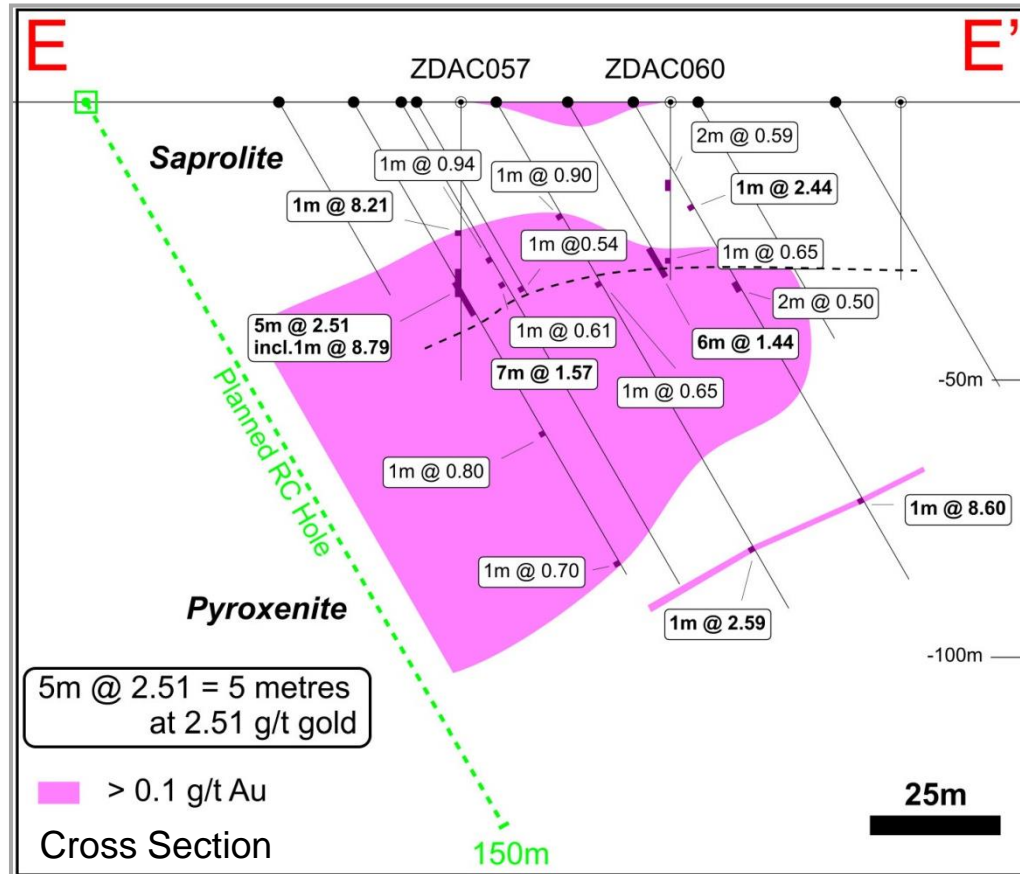 E
E’
ZDAC057
ZDAC060
Saprolite
1m @ 0.94
1m @ 0.90
2m @ 0.59
1m @ 2.44
1m @ 8.21
1m @0.54
1m @ 0.65
2m @ 0.50
5m @ 2.51
incl.1m @ 8.79
1m @ 0.61
6m @ 1.44
7m @ 1.57
1m @ 0.65
-50m
Planned RC Hole
1m @ 0.80
1m @ 8.60
1m @ 0.70
Pyroxenite
1m @ 2.59
-100m
5m @ 2.51 = 5 metres
at 2.51 g/t gold
> 0.1 g/t Au
25m
Cross Section
150m